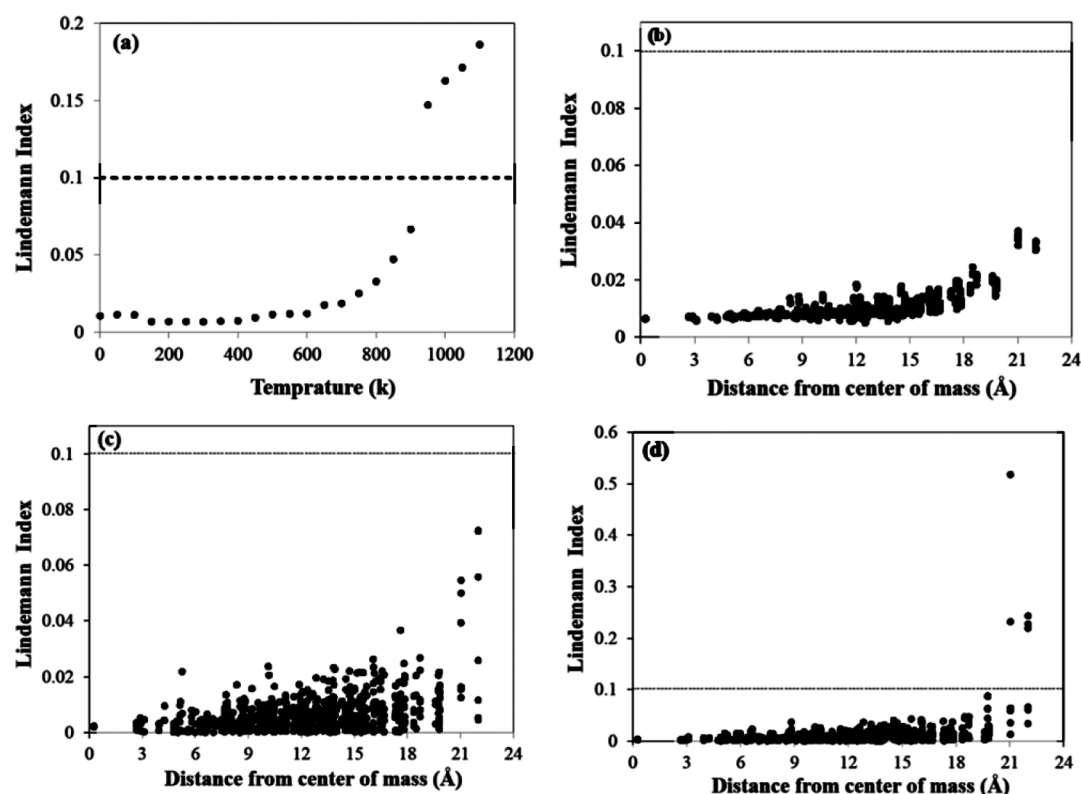 (a)
0.2
0.15
0.1
0.05
0
Lindemann Index
0 200 400 600 800 1000 1200
Temprature (k)
(b)
0.1
0.08
0.06
0.04
0.02
0
Lindemann Index
0 3 6 9 12 15 18 21 24
Distance from center of mass (Å)
(c)
0.1
0.08
0.06
0.04
0.02
0
Lindemann Index
0 3 6 9 12 15 18 21 24
Distance from center of mass (Å)
(d)
0.6
0.5
0.4
0.3
0.2
0.1
0
Lindemann Index
0 3 6 9 12 15 18 21 24
Distance from center of mass (Å)